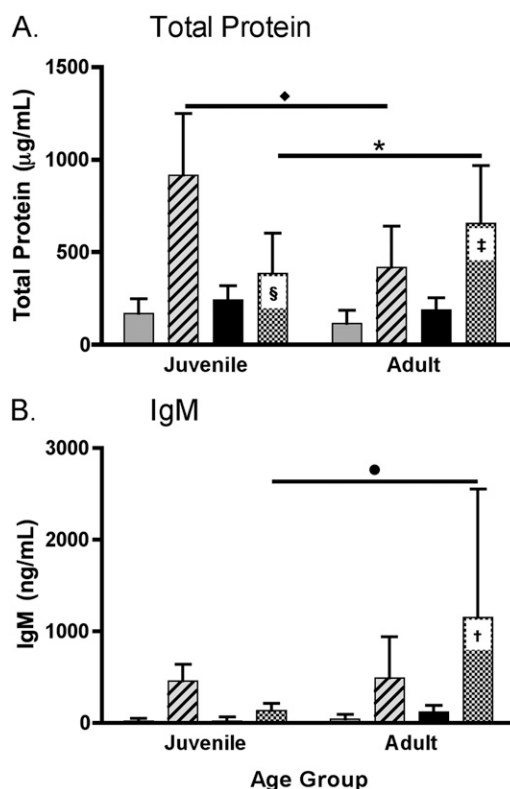 A. Total Protein
Total Protein (µg/mL)
1500
1000
500
0
◆
*
§
‡
Juvenile Adult
B. IgM
IgM (ng/mL)
3000
2000
1000
0
●
†
Juvenile Adult
Age Group